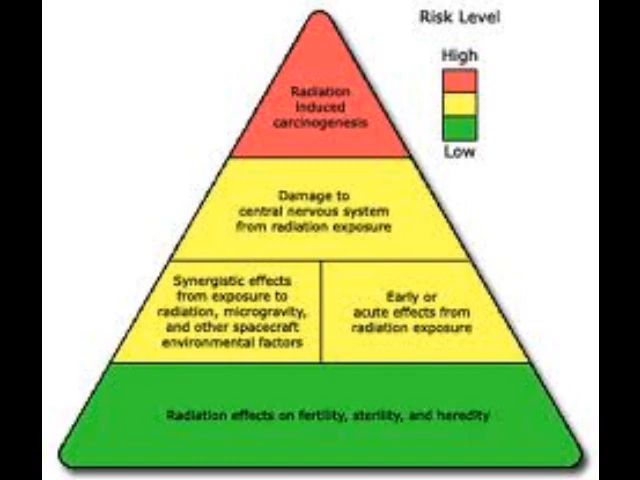 Risk Level
High
Low
Radiation
Induced
carcinogenesis
Damage to
central nervous system
from radiation exposure
Synergistic effects
from exposure to
radiation, microgravity,
and other spacecraft
environmental factors
Early or
acute effects from
radiation exposure
Radiation effects on fertility, sterility, and heredity